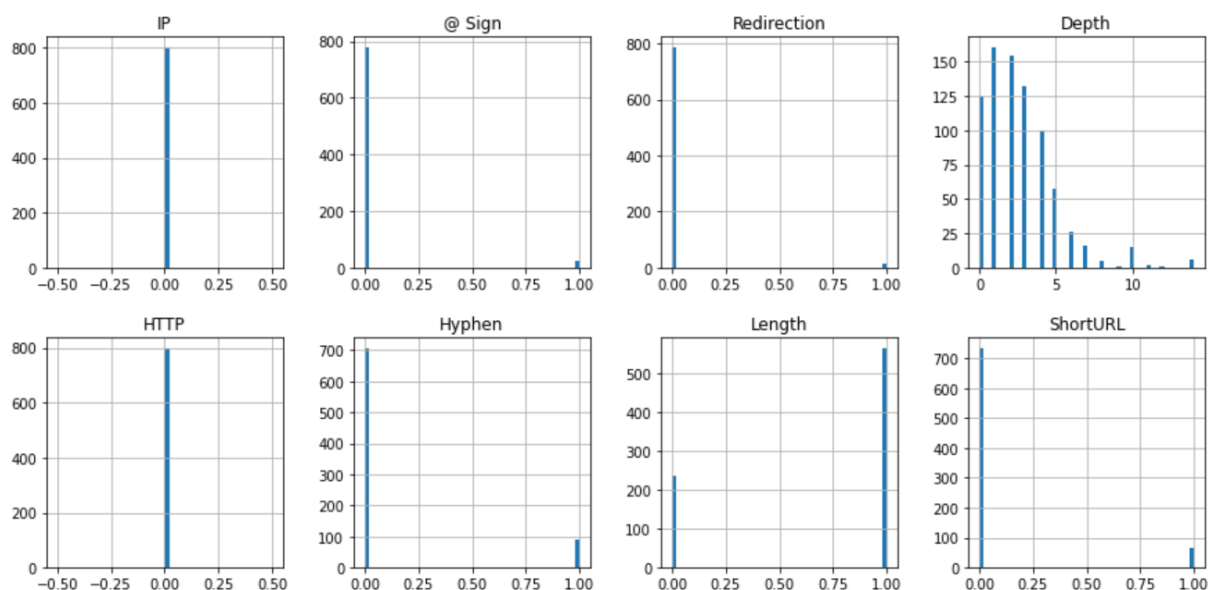 IP @ Sign Redirection Depth
800 800 800 150
600 600 600 125
400 400 400 100
200 200 200 75
0 0 0 50
25
0
−0.50 −0.25 0.00 0.25 0.50 0.00 0.25 0.50 0.75 1.00 0.00 0.25 0.50 0.75 1.00 0 5 10
HTTP Hyphen Length ShortURL
800 700 500 700
600 600 400 600
400 500 300 500
200 400 200 400
0 300 100 300
200 0 200
100 100
0 0
−0.50 −0.25 0.00 0.25 0.50 0.00 0.25 0.50 0.75 1.00 0.00 0.25 0.50 0.75 1.00 0.00 0.25 0.50 0.75 1.00